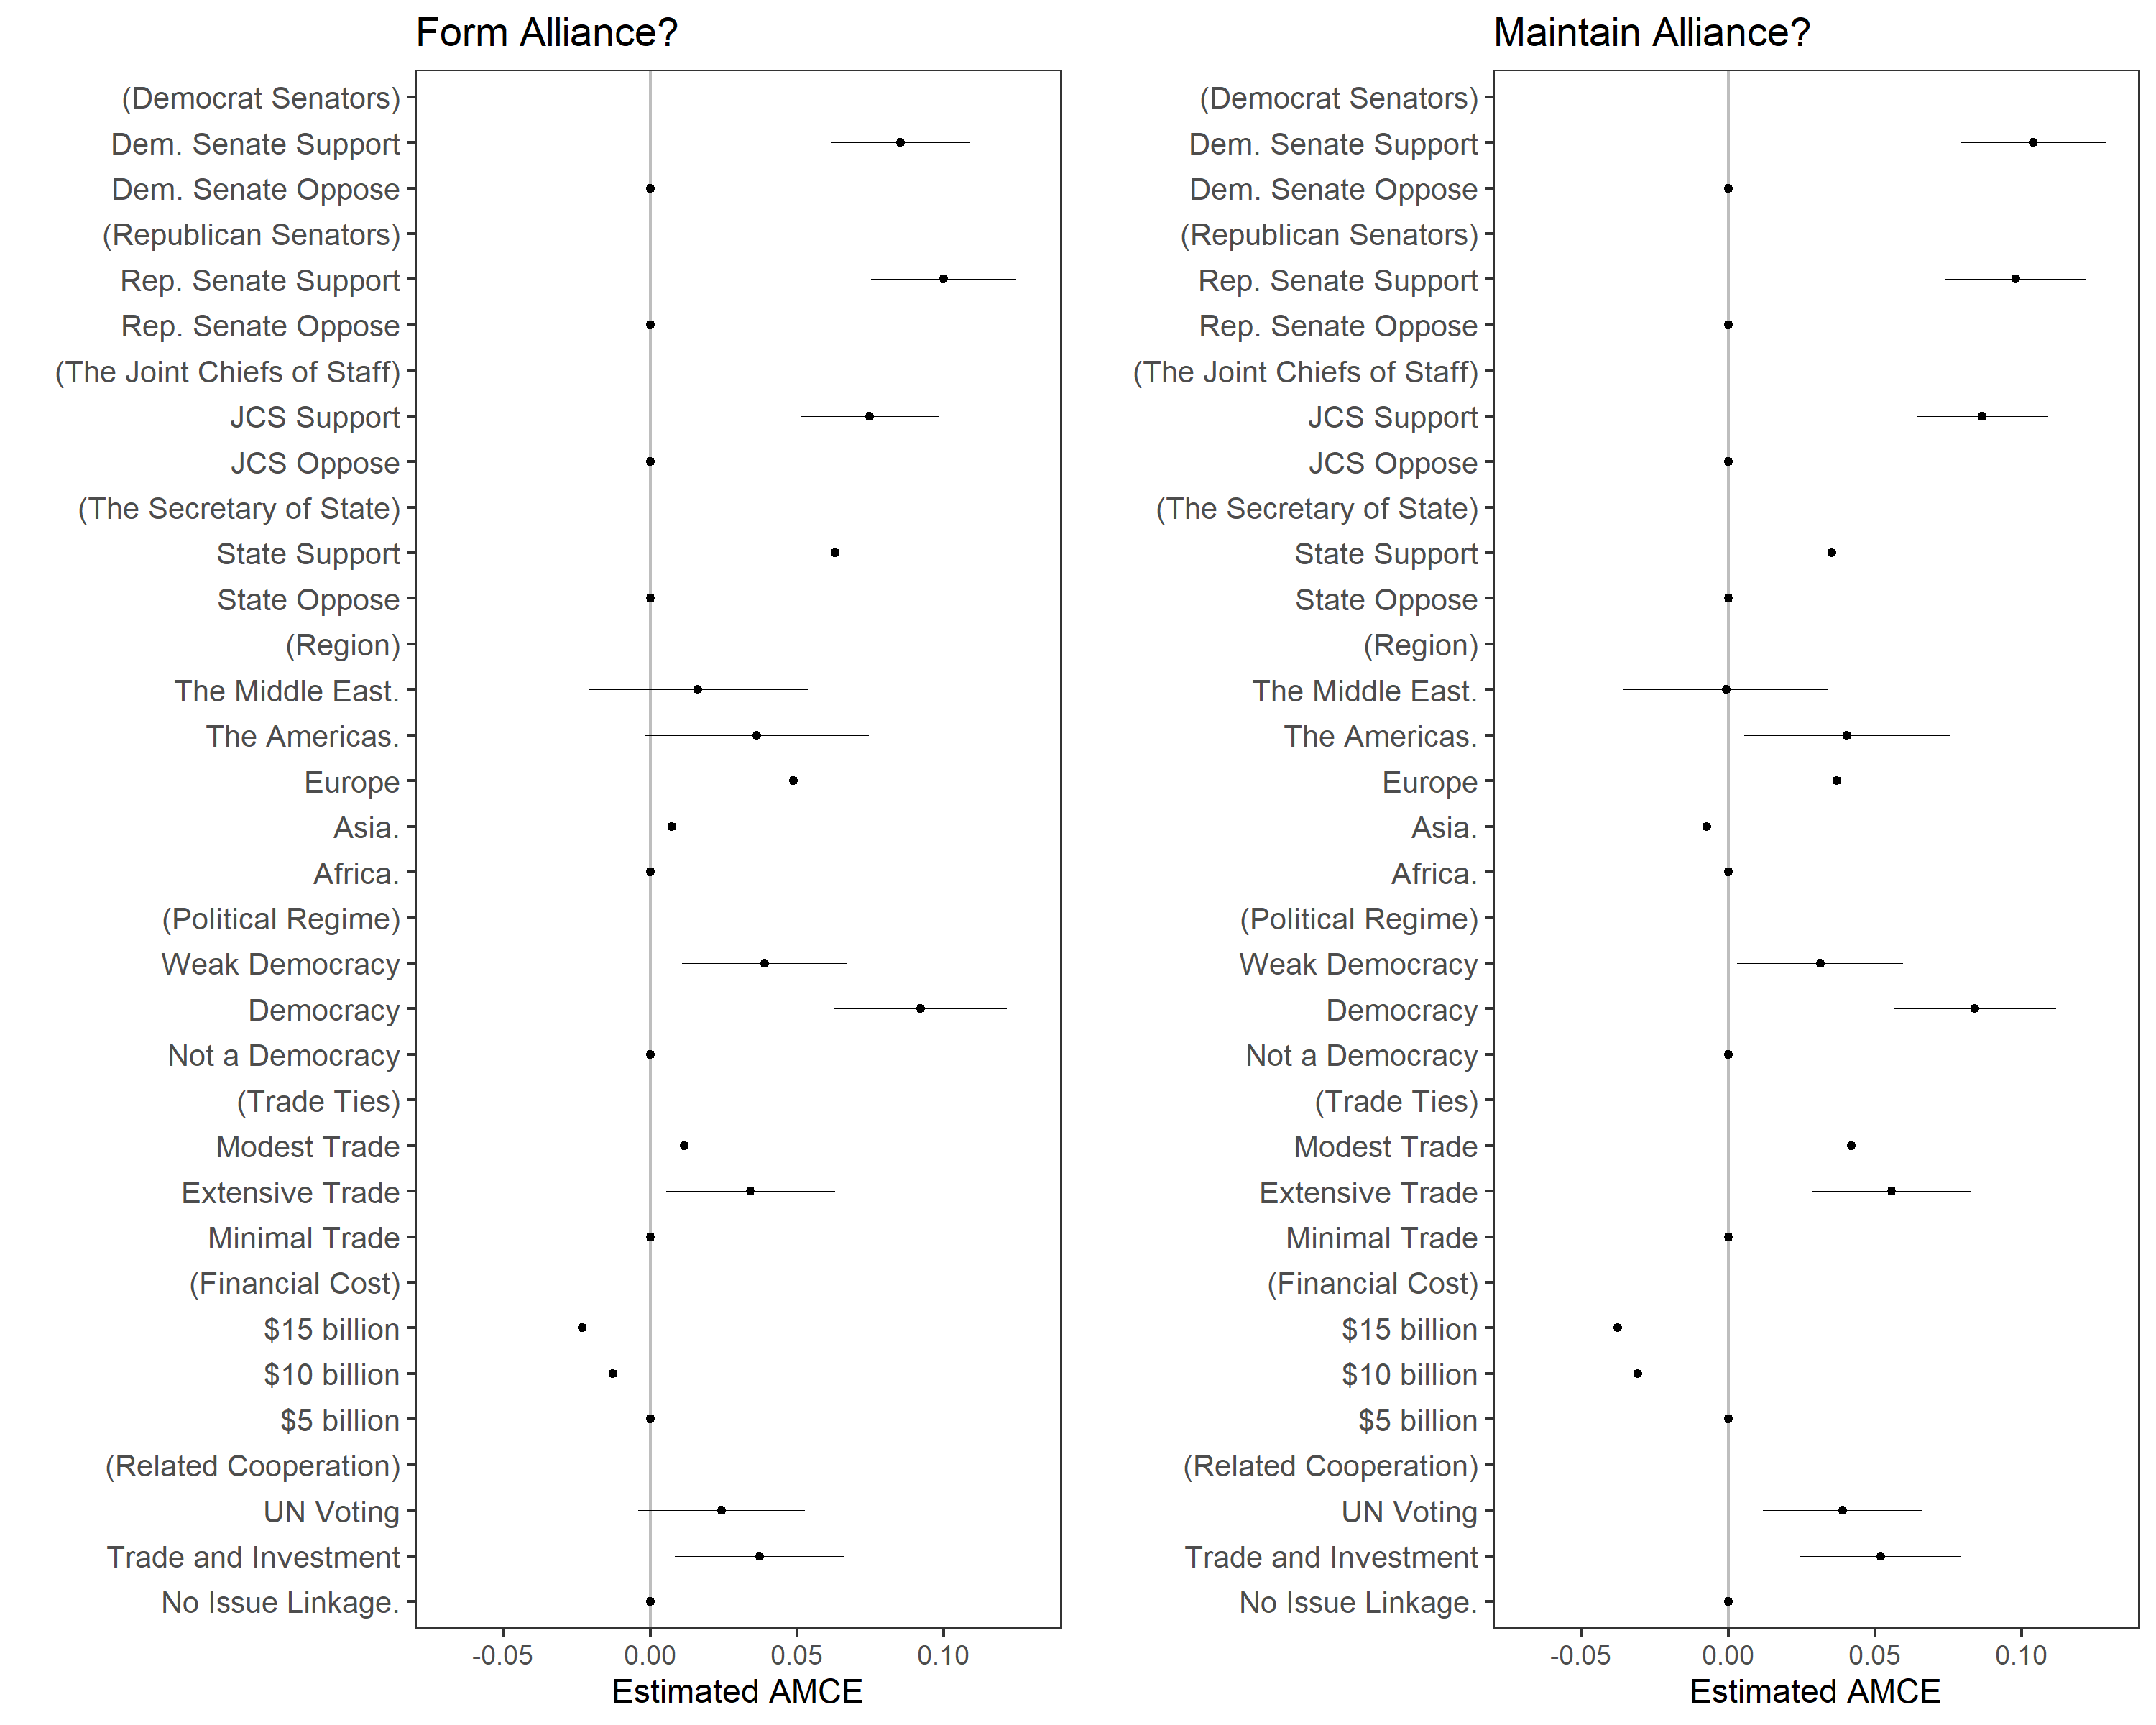 Form Alliance?
(Democrat Senators)
Dem. Senate Support
Dem. Senate Oppose
(Republican Senators)
Rep. Senate Support
Rep. Senate Oppose
(The Joint Chiefs of Staff)
JCS Support
JCS Oppose
(The Secretary of State)
State Support
State Oppose
(Region)
The Middle East.
The Americas.
Europe
Asia.
Africa.
(Political Regime)
Weak Democracy
Democracy
Not a Democracy
(Trade Ties)
Modest Trade
Extensive Trade
Minimal Trade
(Financial Cost)
$15 billion
$10 billion
$5 billion
(Related Cooperation)
UN Voting
Trade and Investment
No Issue Linkage.
-0.05 0.00 0.05 0.10
Estimated AMCE
Maintain Alliance?
(Democrat Senators)
Dem. Senate Support
Dem. Senate Oppose
(Republican Senators)
Rep. Senate Support
Rep. Senate Oppose
(The Joint Chiefs of Staff)
JCS Support
JCS Oppose
(The Secretary of State)
State Support
State Oppose
(Region)
The Middle East.
The Americas.
Europe
Asia.
Africa.
(Political Regime)
Weak Democracy
Democracy
Not a Democracy
(Trade Ties)
Modest Trade
Extensive Trade
Minimal Trade
(Financial Cost)
$15 billion
$10 billion
$5 billion
(Related Cooperation)
UN Voting
Trade and Investment
No Issue Linkage.
-0.05 0.00 0.05 0.10
Estimated AMCE